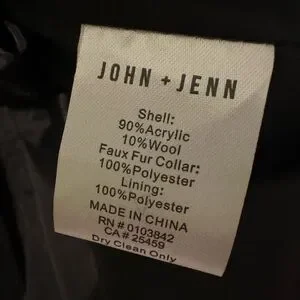 JOHN + JENN
Shell:
90%Acrylic
10%Wool
Faux Fur Collar:
100%Polyester
Lining:
100%Polyester
MADE IN CHINA
RN # 0103842
CA # 25459
Dry Clean Only